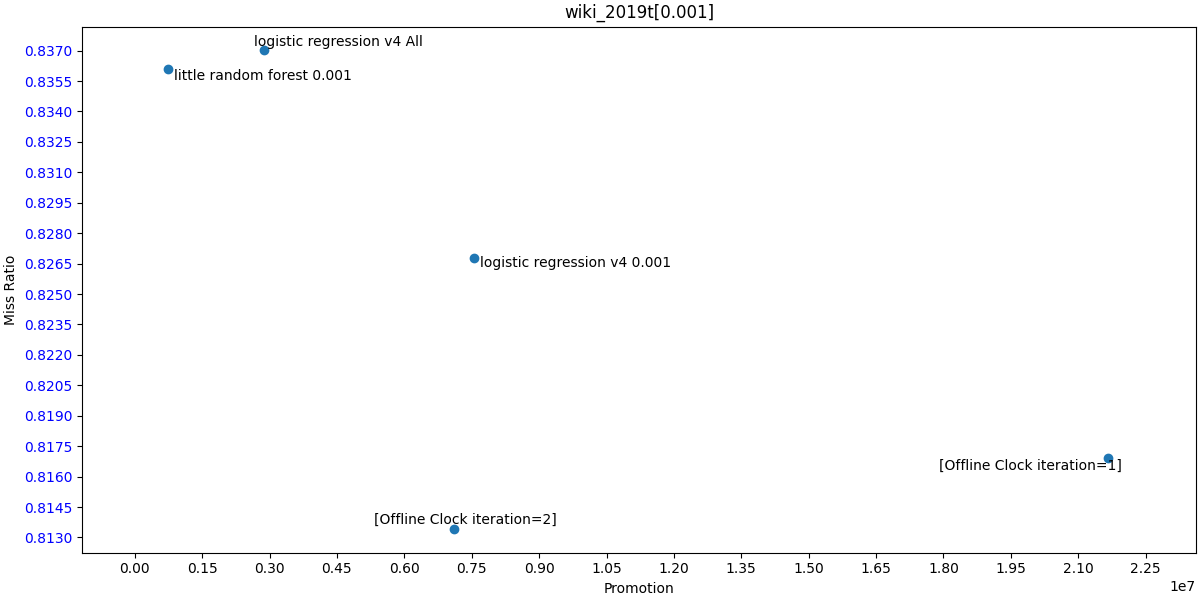 wiki_2019t[0.001]
logistic regression v4 All
little random forest 0.001
logistic regression v4 0.001
[Offline Clock iteration=1]
[Offline Clock iteration=2]
Miss Ratio
0.8370
0.8355
0.8340
0.8325
0.8310
0.8295
0.8280
0.8265
0.8250
0.8235
0.8220
0.8205
0.8190
0.8175
0.8160
0.8145
0.8130
0.00 0.15 0.30 0.45 0.60 0.75 0.90 1.05 1.20 1.35 1.50 1.65 1.80 1.95 2.10 2.25
1e7
Promotion